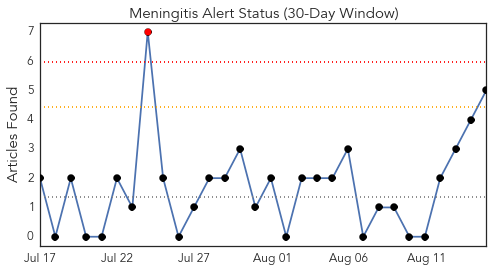 Meningitis Alert Status (30-Day Window)
Articles Found
7
6
5
4
3
2
1
0
Jul 17 Jul 22 Jul 27 Aug 01 Aug 06 Aug 11